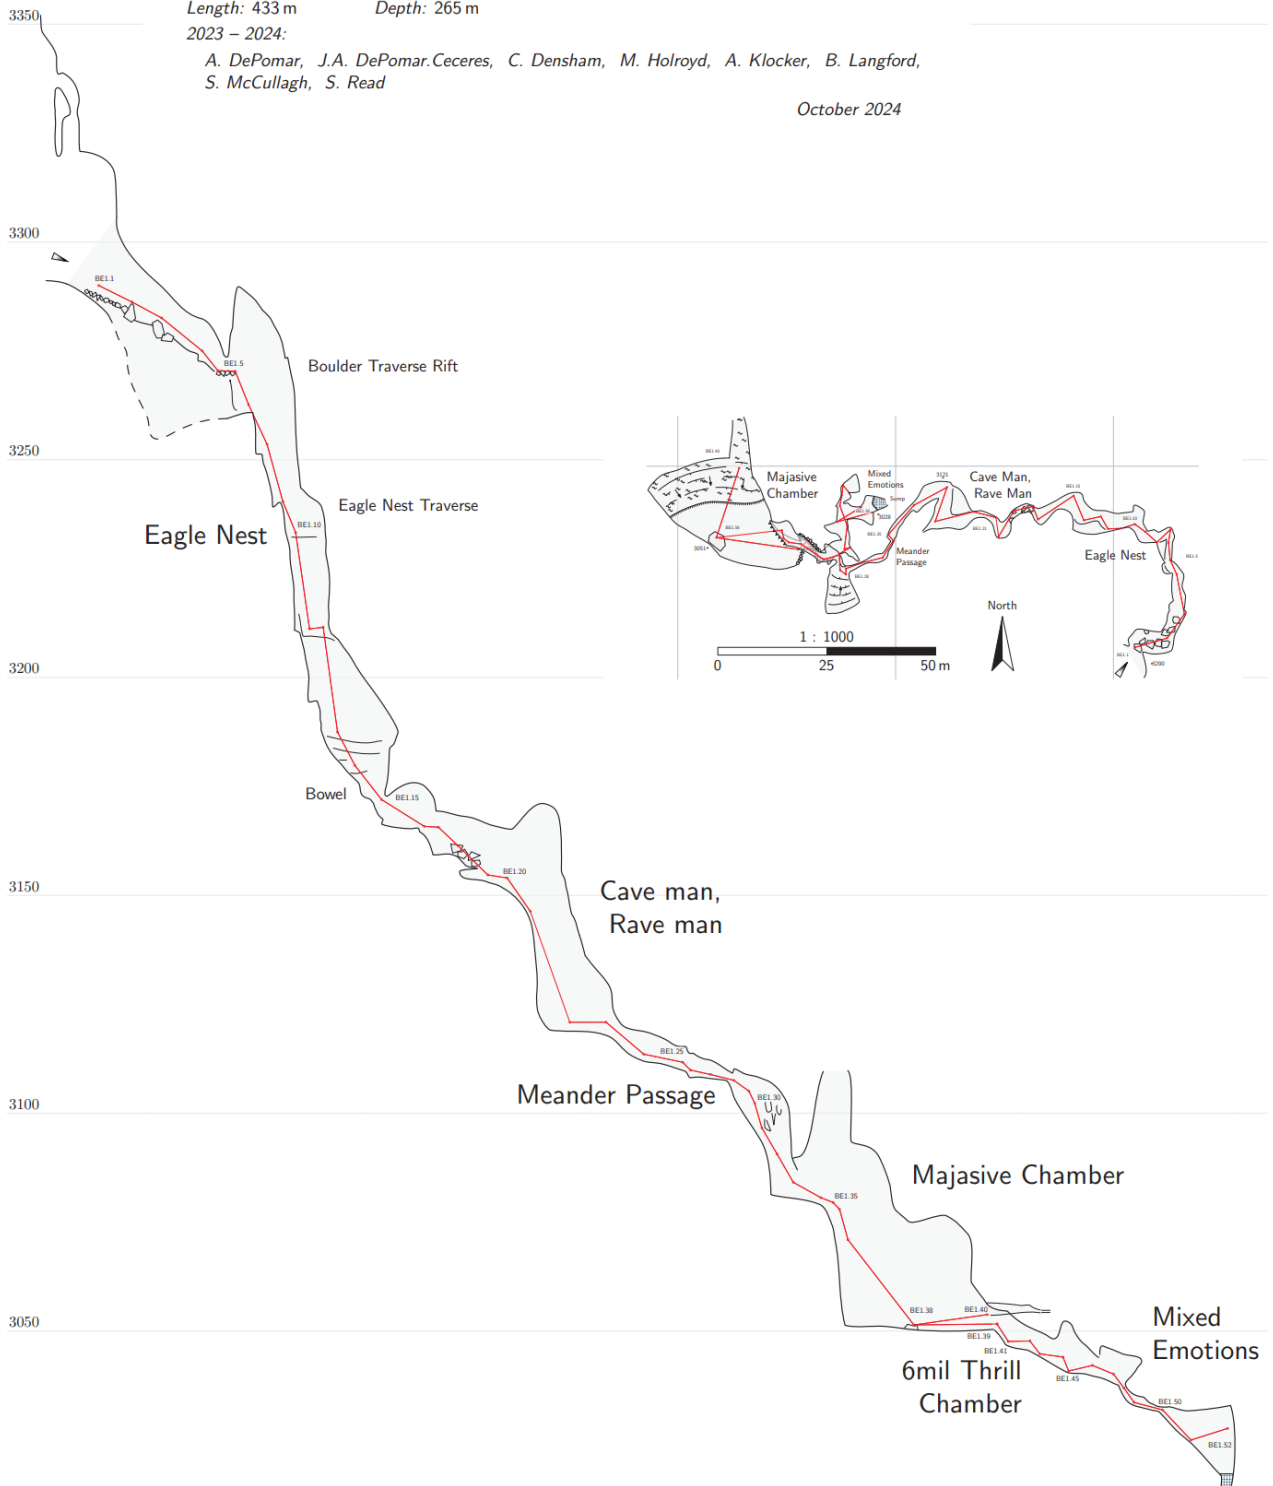 Length: 433 m Depth: 265 m
2023 – 2024:
A. DePomar, J.A. DePomar.Ceceres, C. Densham, M. Holroyd, A. Klocker, B. Langford,
S. McCullagh, S. Read
October 2024
3350
3300
BE1.1
BE1.5
Boulder Traverse Rift
3250
Eagle Nest Traverse
Eagle Nest
BE1.10
3200
Bowel
BE1.15
BE1.20
3150
Cave man,
Rave man
BE1.25
Meander Passage
BE1.30
3100
Majasive Chamber
BE1.35
BE1.38
BE1.40
3050
BE1.39
BE1.41
Mixed
Emotions
6mil Thrill
Chamber
BE1.45
BE1.50
BE1.52
Majasive
Chamber
Mixed
Emotions
Sump
3121
Cave Man,
Rave Man
Meander
Passage
Eagle Nest
North
1 : 1000
0 25 50 m